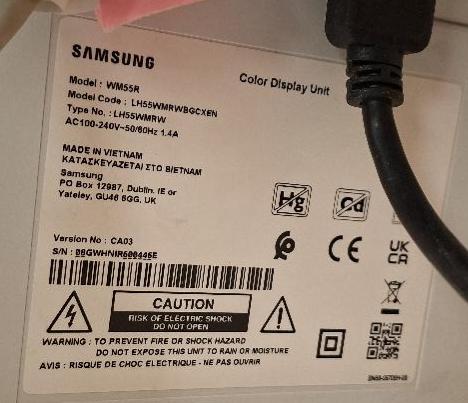 SAMSUNG
Color Display Unit
Model : WM55R
Model Code : LH55WMRWBGCXEN
Type No. : LH55WMRW
AC100-240V~50/60Hz 1.4A
MADE IN VIETNAM
ΚΑΤΑΣΚΕΥΑΖΕΤΑΙ ΣΤΟ ΒΙΕΤΝΑΜ
Samsung
PO Box 12987, Dublin. IE or
Yateley, GU46 6GG. UK
Hg
Cd
Version No : CA03
S/N : 08GWHNIR600446E
CE
UK
CA
CAUTION
RISK OF ELECTRIC SHOCK
DO NOT OPEN
WARNING : TO PREVENT FIRE OR SHOCK HAZARD
DO NOT EXPOSE THIS UNIT TO RAIN OR MOISTURE
AVIS : RISQUE DE CHOC ELECTRIQUE - NE PAS OUVRIR